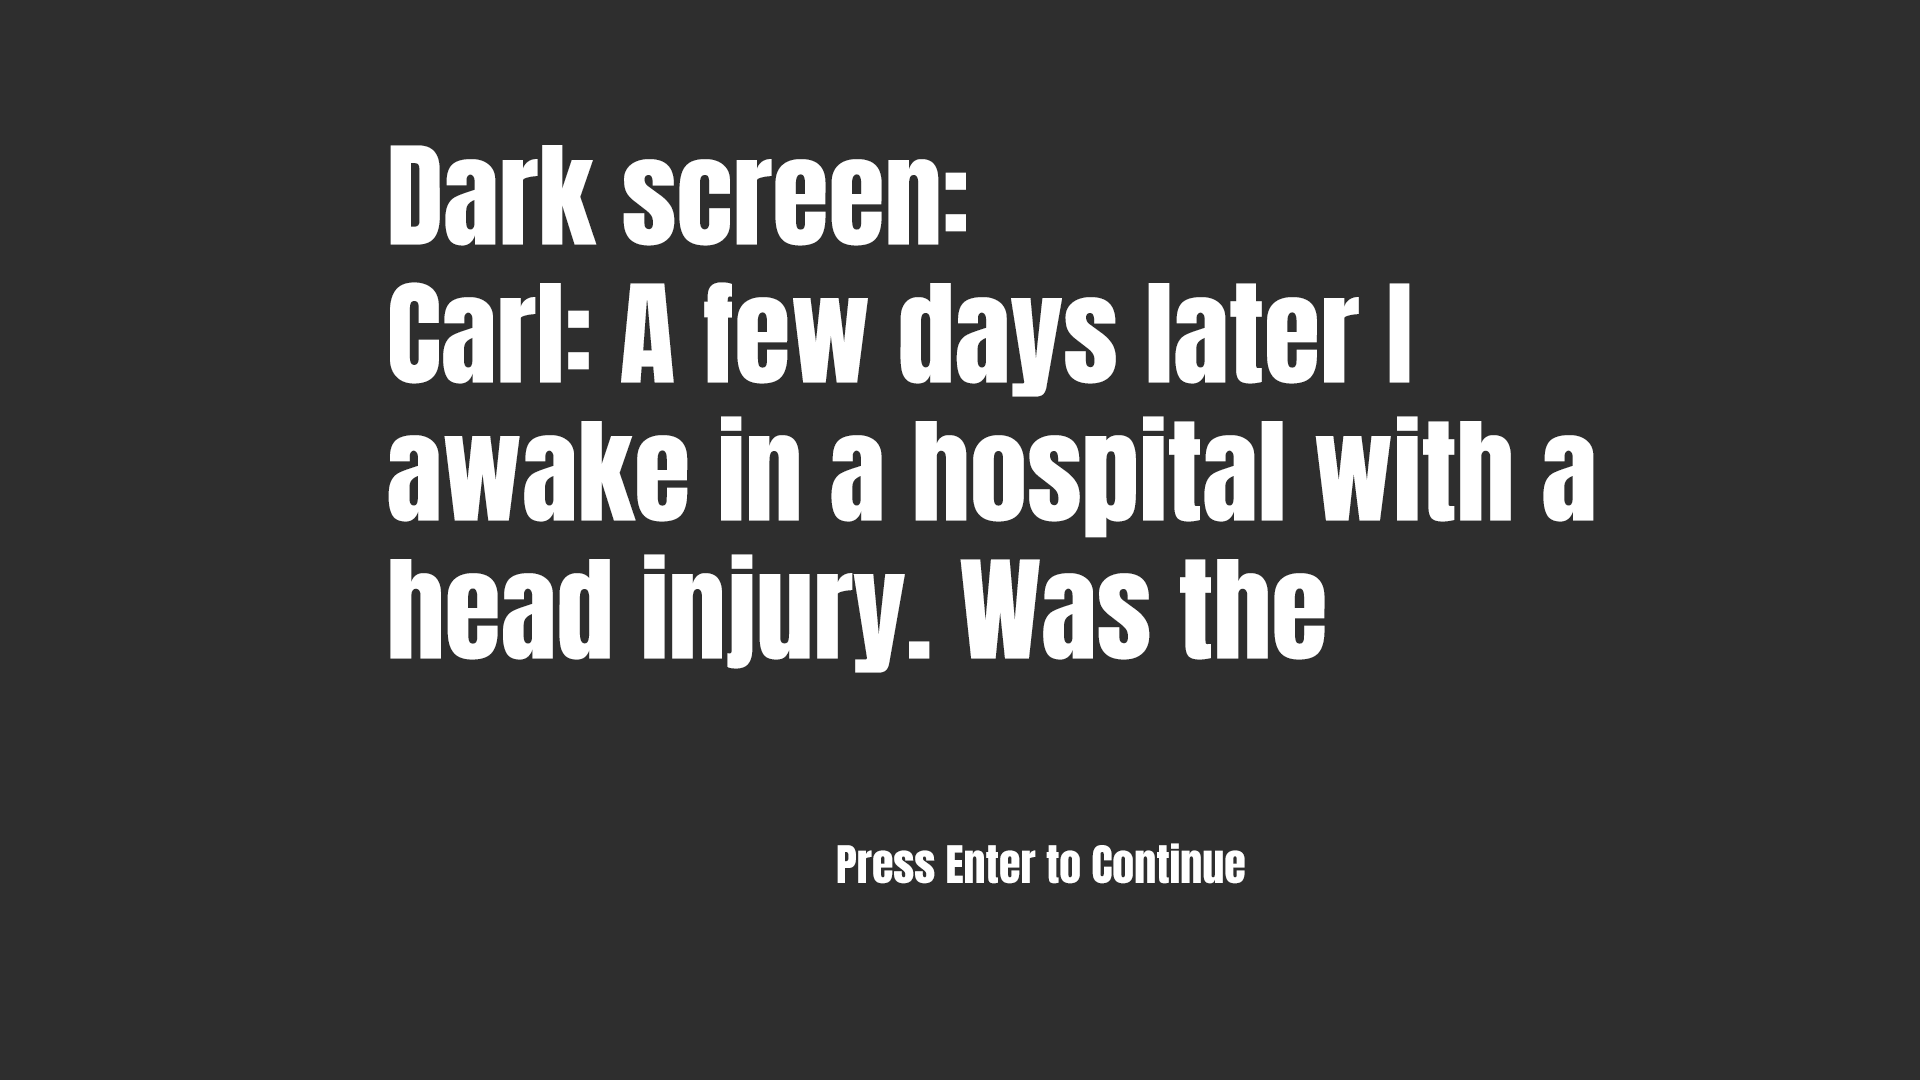 Dark screen:
Carl: A few days later I
awake in a hospital with a
head injury. Was the
Press Enter to Continue